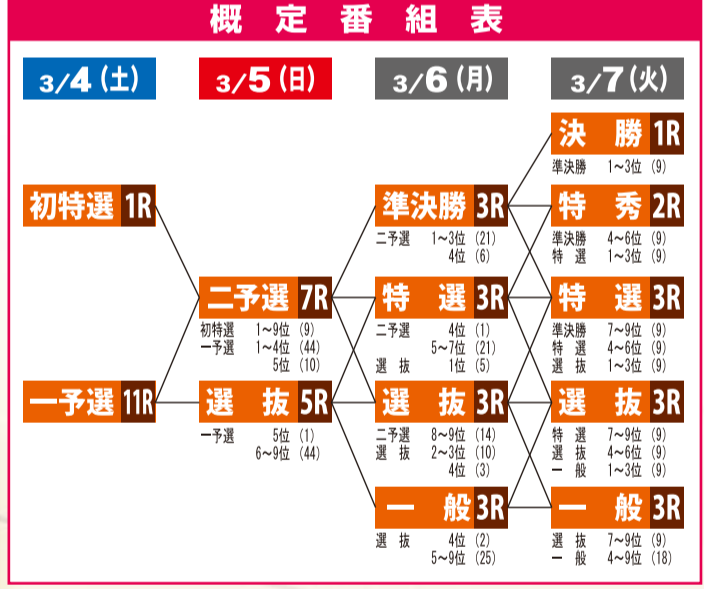 概定番組表
3/4(土)
3/5(日)
3/6(月)
3/7(火)
初特選 1R
一予選 11R
二予選 7R
初特選 1〜9位 (9)
一予選 1〜4位 (44)
5位 (10)
選抜 5R
一予選 5位 (1)
6〜9位 (44)
準決勝 3R
二予選 1〜3位 (21)
4位 (6)
特選 3R
二予選 4位 (1)
5〜7位 (21)
選抜 1位 (5)
選抜 3R
二予選 8〜9位 (14)
選抜 2〜3位 (10)
4位 (3)
一般 3R
選抜 4位 (2)
5〜9位 (25)
決勝 1R
準決勝 1〜3位 (9)
特秀 2R
準決勝 4〜6位 (9)
特選 1〜3位 (9)
特選 3R
準決勝 7〜9位 (9)
特選 4〜6位 (9)
選抜 1〜3位 (9)
選抜 3R
特選 7〜9位 (9)
選抜 4〜6位 (9)
一般 1〜3位 (9)
一般 3R
選抜 7〜9位 (9)
一般 4〜9位 (18)